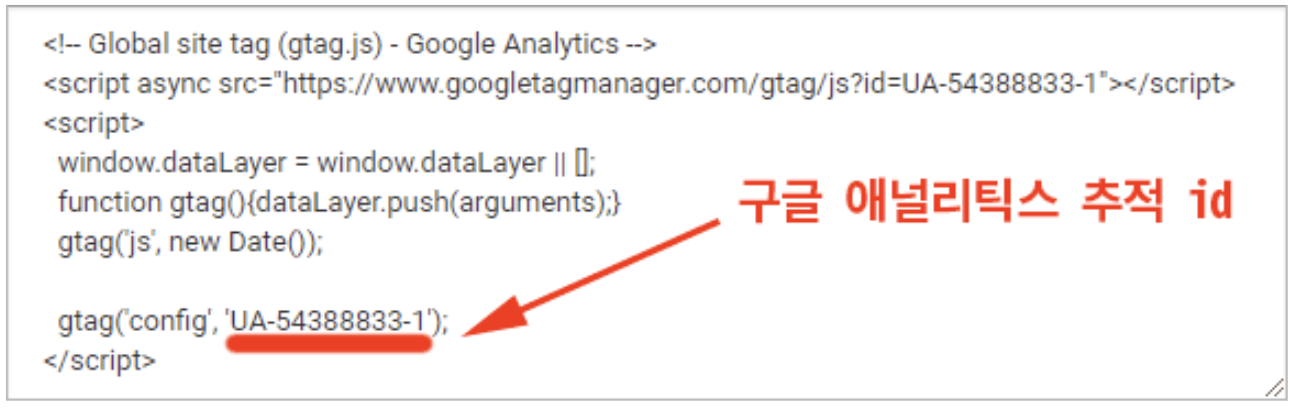 <!-- Global site tag (gtag.js) - Google Analytics -->
<script async src="https://www.googletagmanager.com/gtag/js?id=UA-54388833-1"></script>
<script>
window.dataLayer = window.dataLayer || [];
function gtag(){dataLayer.push(arguments);}
gtag('js', new Date());
구글 애널리틱스 추적 id
gtag('config', 'UA-54388833-1');
</script>